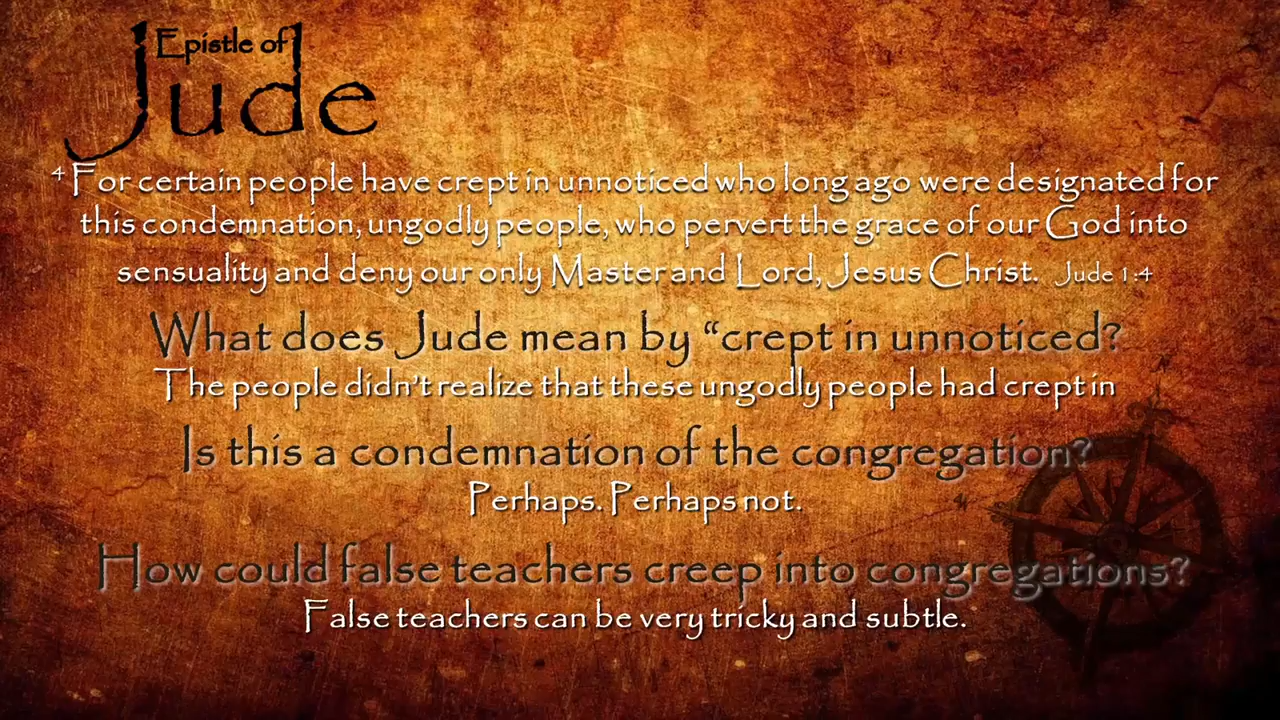 Epistle of
Jude
4 For certain people have crept in unnoticed who long ago were designated for
this condemnation, ungodly people, who pervert the grace of our God into
sensuality and deny our only Master and Lord, Jesus Christ. Jude 1:4
What does Jude mean by “crept in unnoticed?
The people didn’t realize that these ungodly people had crept in
Is this a condemnation of the congregation?
Perhaps. Perhaps not.
How could false teachers creep into congregations?
False teachers can be very tricky and subtle.